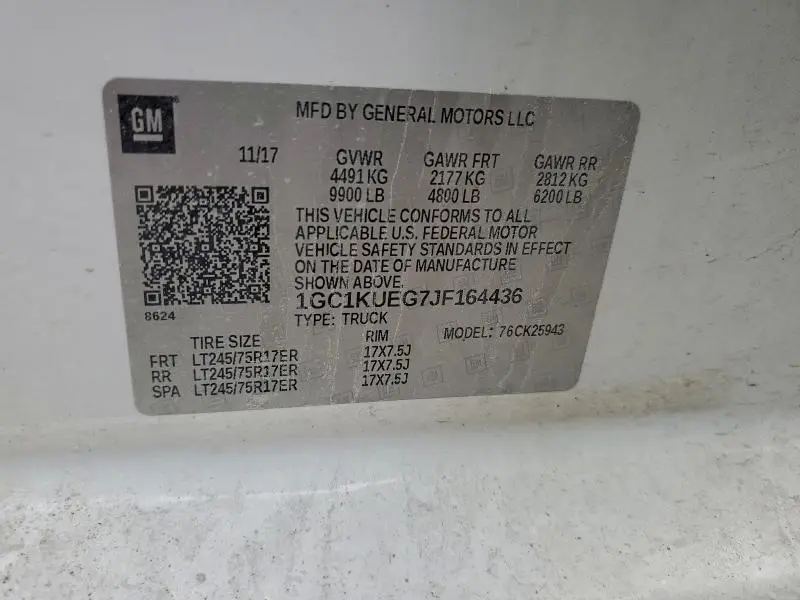 GM
MFD BY GENERAL MOTORS LLC
11/17 GVWR GAWR FRT GAWR RR
4491 KG 2177 KG 2812 KG
9900 LB 4800 LB 6200 LB
THIS VEHICLE CONFORMS TO ALL
APPLICABLE U.S. FEDERAL MOTOR
VEHICLE SAFETY STANDARDS IN EFFECT
ON THE DATE OF MANUFACTURE
SHOWN ABOVE.
1GC1KUEG7JF164436
8624
TYPE: TRUCK
TIRE SIZE RIM MODEL: 76CK25943
FRT LT245/75R17ER 17X7.5J
RR LT245/75R17ER 17X7.5J
SPA LT245/75R17ER 17X7.5J